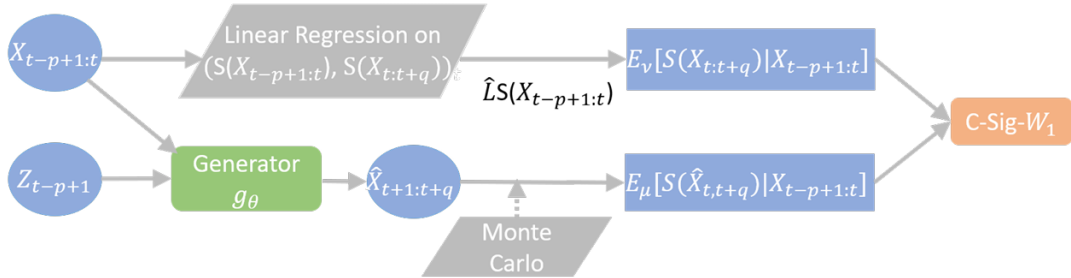 X_{t-p+1:t}
Linear Regression on
(S(X_{t-p+1:t}), S(X_{t:t+q}))_t
L̂S(X_{t-p+1:t})
E_ν[S(X_{t:t+q})|X_{t-p+1:t}]
C-Sig-W_1
Z_{t-p+1}
Generator
g_θ
X̂_{t+1:t+q}
E_μ[S(X̂_{t,t+q})|X_{t-p+1:t}]
Monte
Carlo